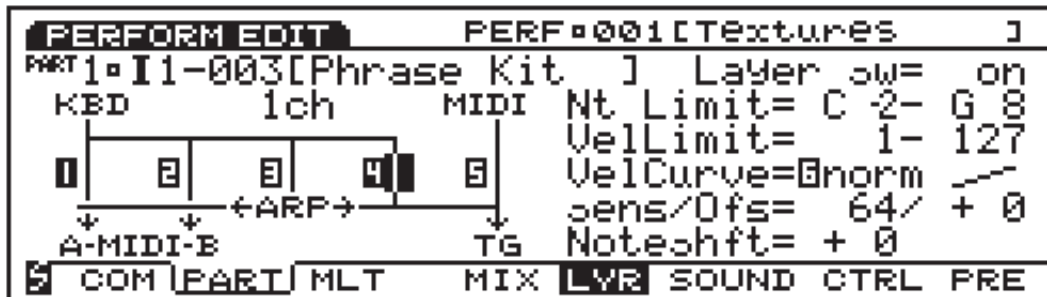 PERFORM EDIT PERF 001[Textures ]
PART 1 I1-003[Phrase Kit ] Layer sw= on
KBD 1ch MIDI Nt Limit= C -2- G 8
VelLimit= 1- 127
1 2 3 4 5 VelCurve= norm
←ARP→ sens/Ofs= 64/ + 0
A-MIDI-B TG Noteshft= + 0
S COM PART MLT MIX LYR SOUND CTRL PRE